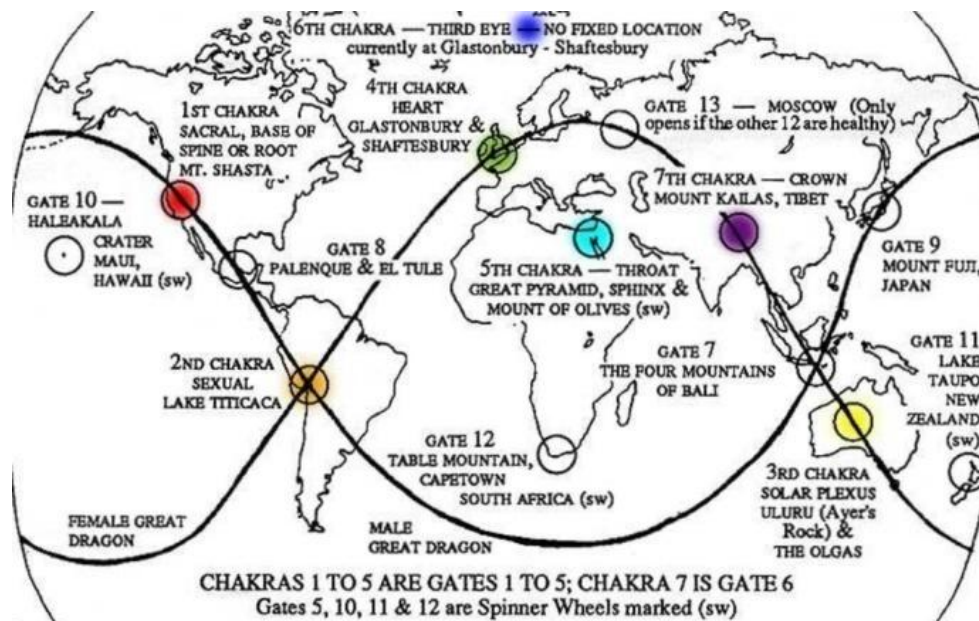 6TH CHAKRA — THIRD EYE — NO FIXED LOCATION
currently at Glastonbury - Shaftesbury
4TH CHAKRA
HEART
GLASTONBURY &
SHAFTESBURY
1ST CHAKRA
SACRAL, BASE OF
SPINE OR ROOT
MT. SHASTA
GATE 13 — MOSCOW (Only
opens if the other 12 are healthy)
7TH CHAKRA — CROWN
MOUNT KAILAS, TIBET
GATE 10 —
HALEAKALA
CRATER
MAUI,
HAWAII (sw)
GATE 8
PALENQUE & EL TULE
5TH CHAKRA — THROAT
GREAT PYRAMID, SPHINX &
MOUNT OF OLIVES (sw)
GATE 9
MOUNT FUJI,
JAPAN
2ND CHAKRA
SEXUAL
LAKE TITICACA
GATE 7
THE FOUR MOUNTAINS
OF BALI
GATE 11
LAKE
TAUPO
NEW
ZEALAND
(sw)
GATE 12
TABLE MOUNTAIN,
CAPETOWN
SOUTH AFRICA (sw)
3RD CHAKRA
SOLAR PLEXUS
ULURU (Ayer's
Rock) &
THE OLGAS
FEMALE GREAT
DRAGON
MALE
GREAT DRAGON
CHAKRAS 1 TO 5 ARE GATES 1 TO 5; CHAKRA 7 IS GATE 6
Gates 5, 10, 11 & 12 are Spinner Wheels marked (sw)